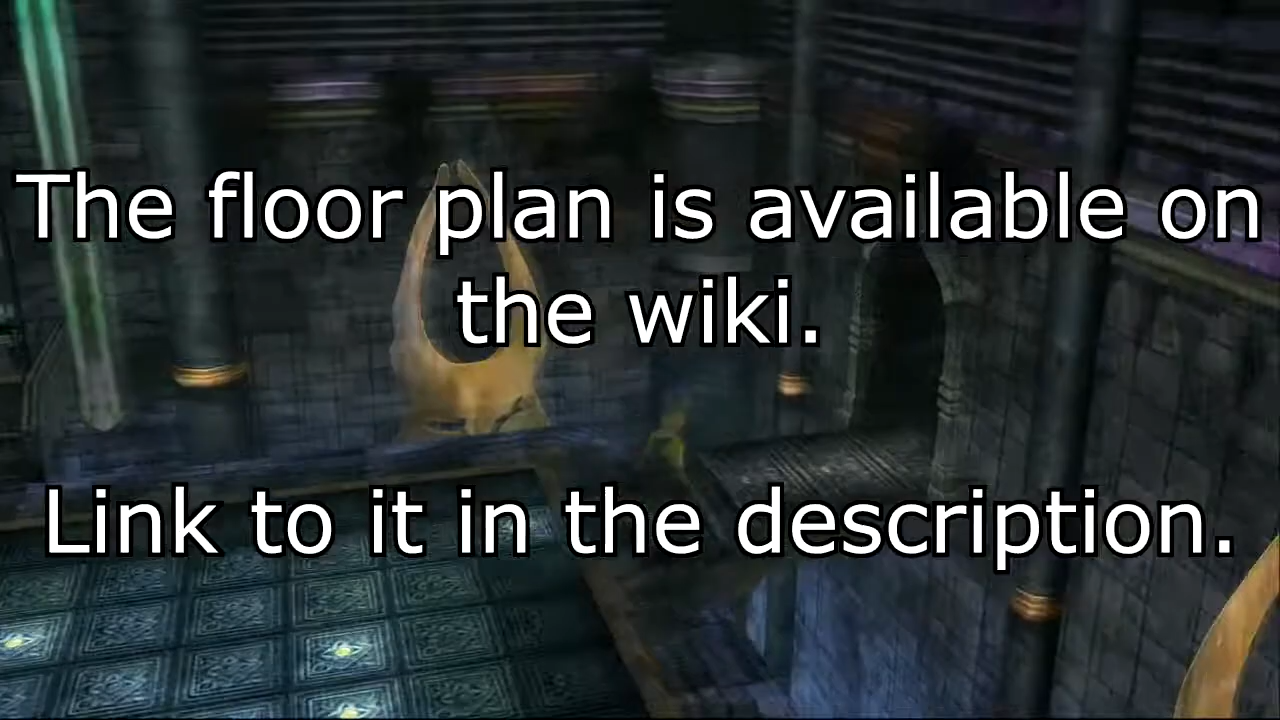 The floor plan is available on
the wiki.
Link to it in the description.